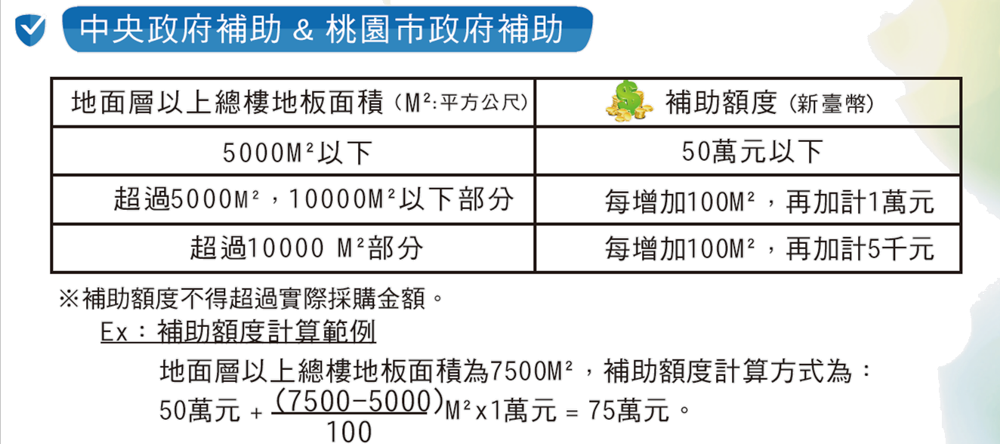 中央政府補助 & 桃園市政府補助
地面層以上總樓地板面積（M²:平方公尺） 補助額度（新臺幣）
5000M²以下 50萬元以下
超過5000M²，10000M²以下部分 每增加100M²，再加計1萬元
超過10000 M²部分 每增加100M²，再加計5千元
※補助額度不得超過實際採購金額。
Ex：補助額度計算範例
地面層以上總樓地板面積為7500M²，補助額度計算方式為：
50萬元 + (7500-5000)M²x1萬元 = 75萬元。
100